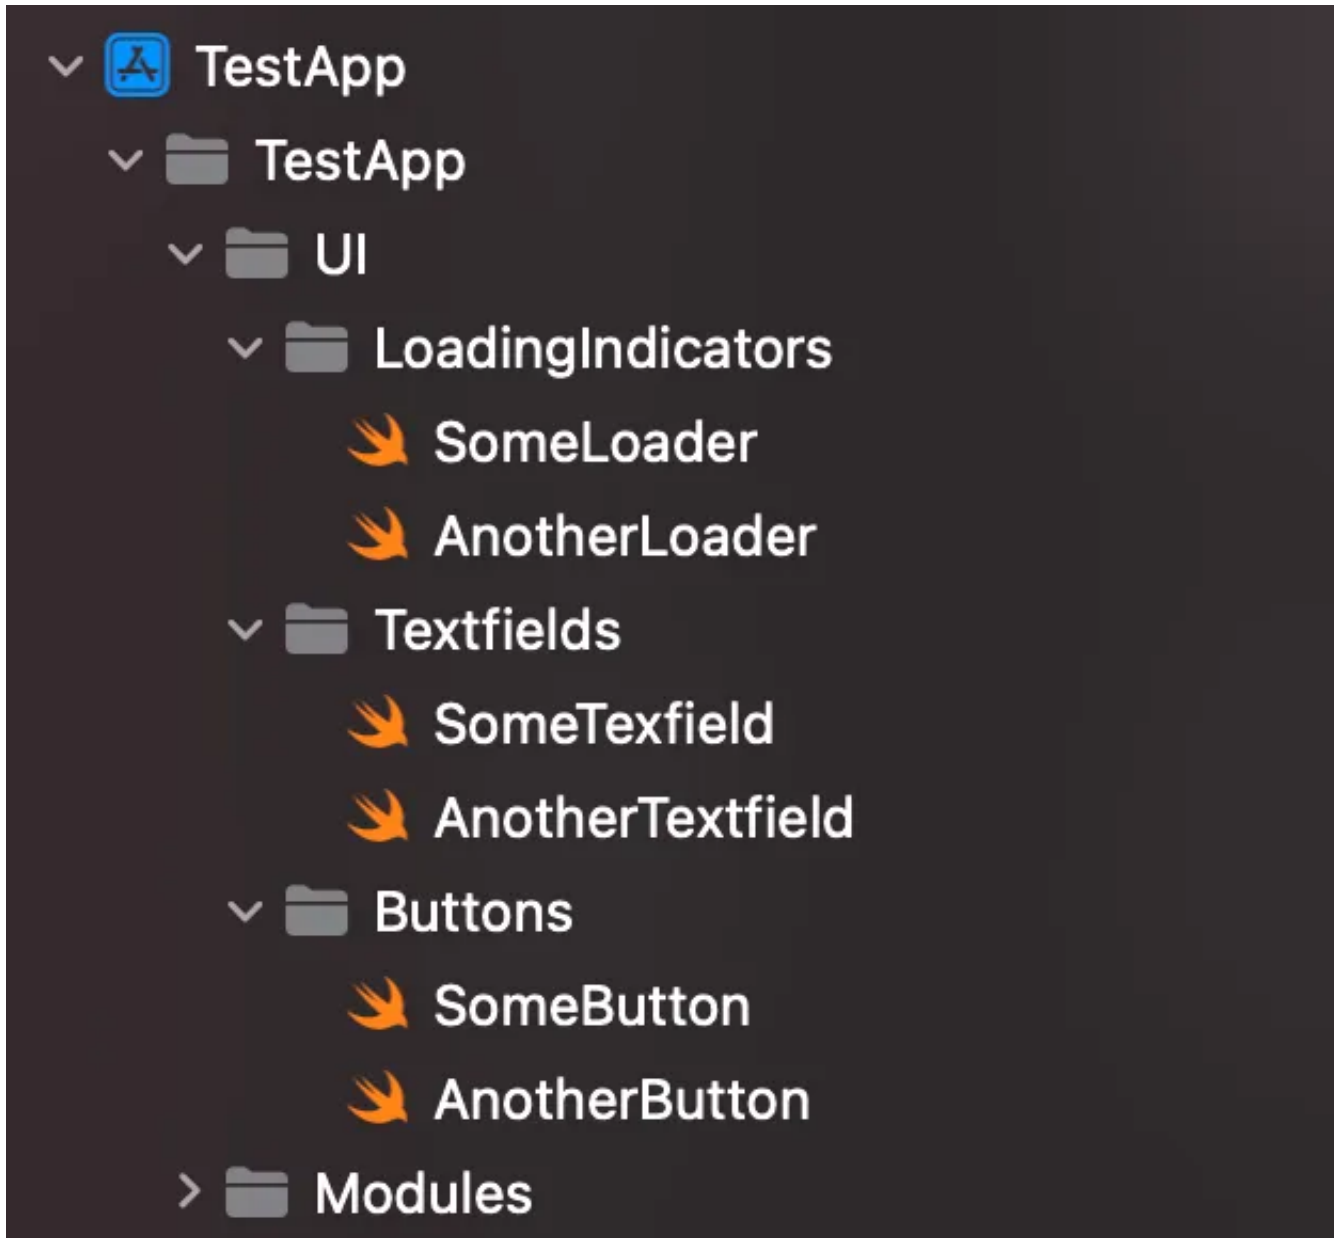 TestApp
TestApp
UI
LoadingIndicators
SomeLoader
AnotherLoader
Textfields
SomeTexfield
AnotherTextfield
Buttons
SomeButton
AnotherButton
Modules